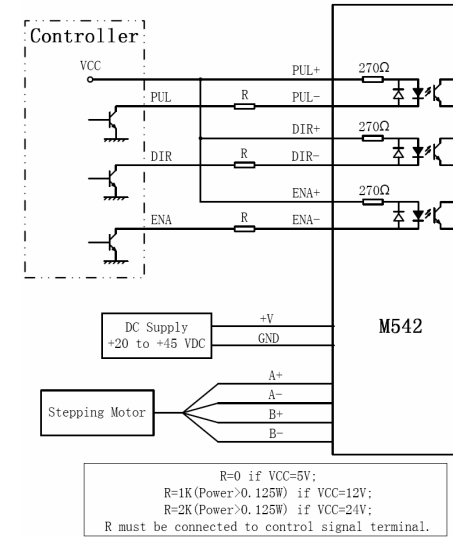 Controller
VCC
PUL+
270Ω
PUL
R
PUL-
DIR+
270Ω
DIR
R
DIR-
ENA+
270Ω
ENA
R
ENA-
DC Supply
+20 to +45 VDC
+V
GND
M542
Stepping Motor
A+
A-
B+
B-
R=0 if VCC=5V;
R=1K(Power>0.125W) if VCC=12V;
R=2K(Power>0.125W) if VCC=24V;
R must be connected to control signal terminal.